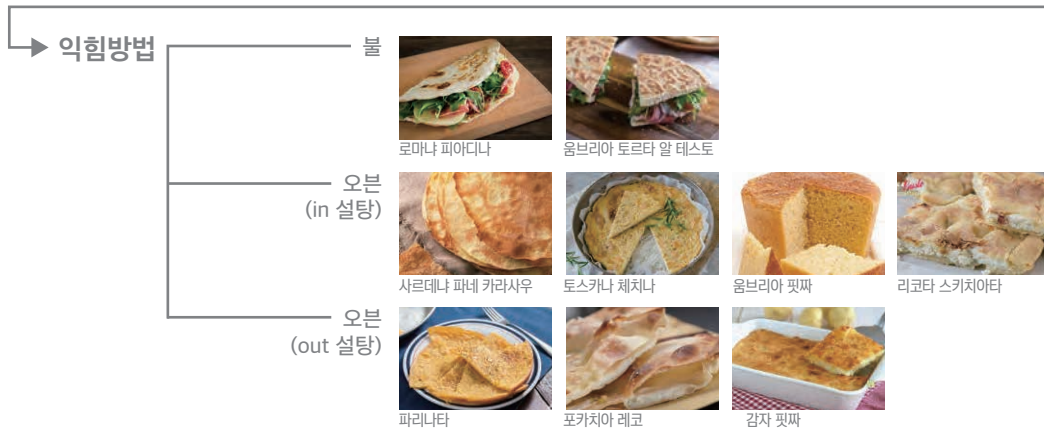 익힘방법
불
로마냐 피아디나
움브리아 토르타 알 테스토
오븐
(in 설탕)
사르데냐 파네 카라사우
토스카나 체치나
움브리아 핏짜
리코타 스키치아타
오븐
(out 설탕)
파리나타
포카치아 레코
감자 핏짜